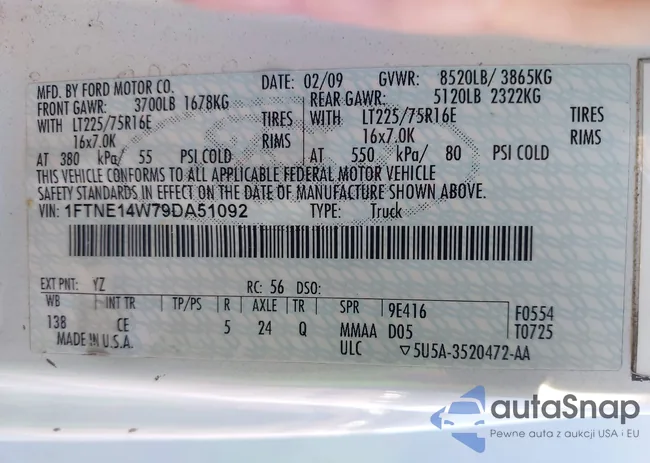 MFD. BY FORD MOTOR CO. DATE: 02/09 GVWR: 8520LB/ 3865KG
FRONT GAWR: 3700LB 1678KG REAR GAWR: 5120LB 2322KG
WITH LT225/75R16E TIRES WITH LT225/75R16E TIRES
16x7.0K RIMS 16x7.0K RIMS
AT 380 kPa/ 55 PSI COLD AT 550 kPa/ 80 PSI COLD
THIS VEHICLE CONFORMS TO ALL APPLICABLE FEDERAL MOTOR VEHICLE
SAFETY STANDARDS IN EFFECT ON THE DATE OF MANUFACTURE SHOWN ABOVE.
VIN: 1FTNE14W79DA51092 TYPE: Truck
EXT PNT: YZ RC: 56 DSO:
WB INT TR TP/PS R AXLE TR SPR 9E416 F0554
138 CE 5 24 Q MMAA D05 T0725
MADE IN U.S.A. ULC ▽5U5A-3520472-AA
autaSnap
Pewne auta z aukcji USA i EU